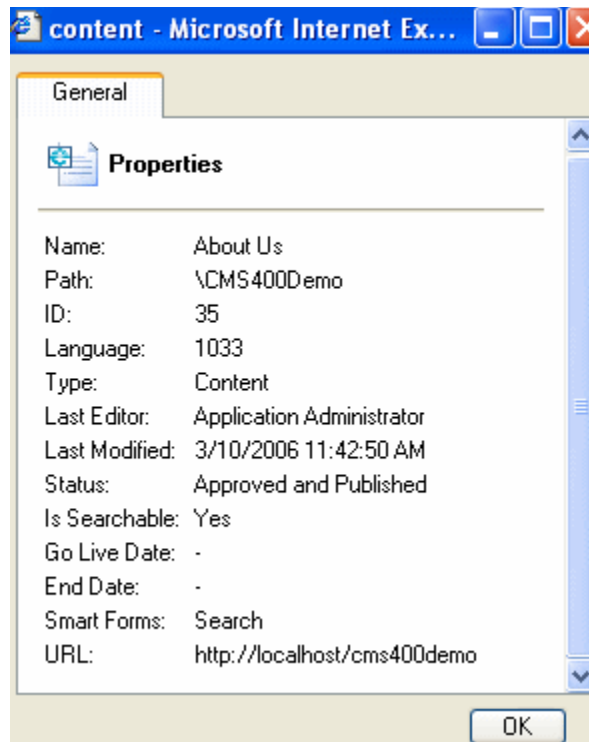 content - Microsoft Internet Ex...
General
Properties
Name: About Us
Path: \CMS400Demo
ID: 35
Language: 1033
Type: Content
Last Editor: Application Administrator
Last Modified: 3/10/2006 11:42:50 AM
Status: Approved and Published
Is Searchable: Yes
Go Live Date: -
End Date: -
Smart Forms: Search
URL: http://localhost/cms400demo
OK